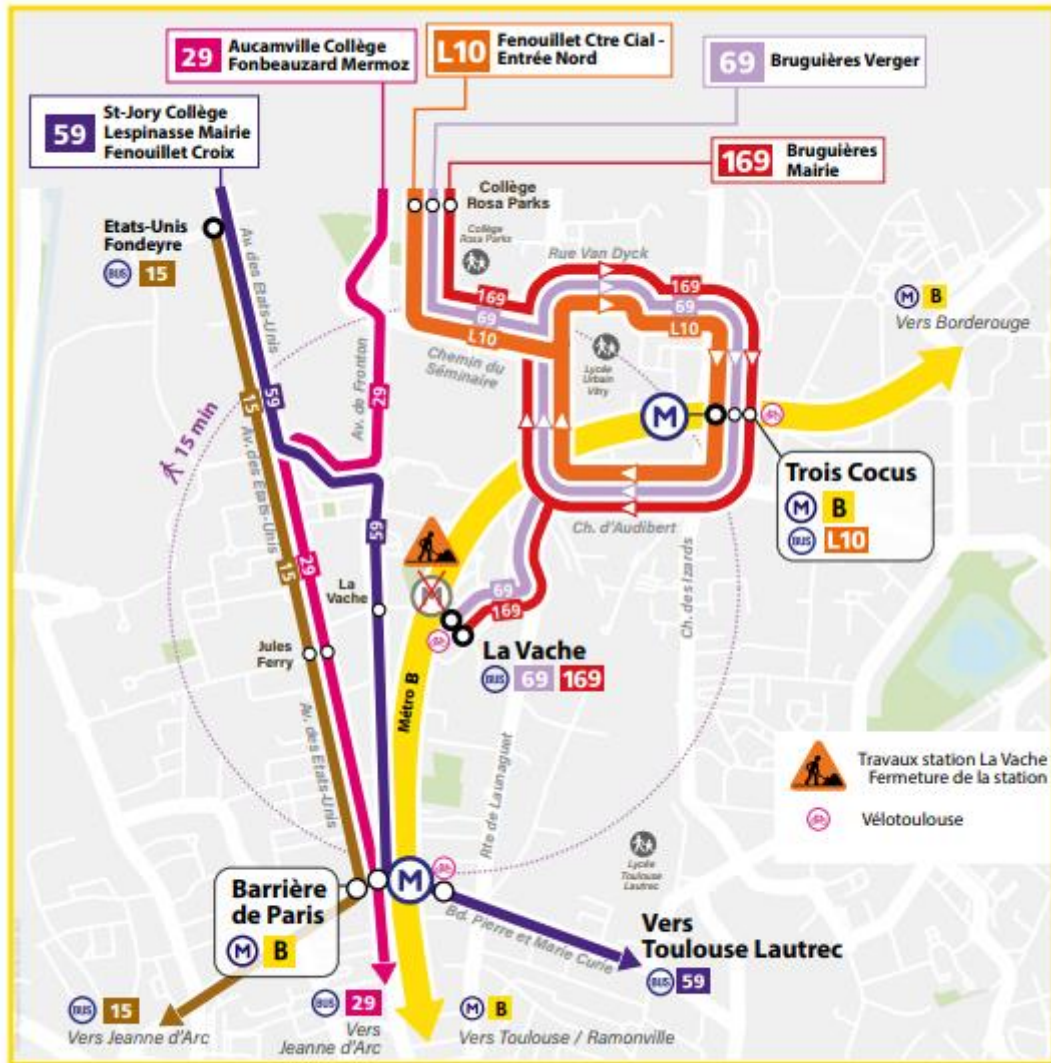 29 Aucamville Collège
Fonbeauzard Mermoz
L10 Fenouillet Ctre Cial -
Entrée Nord
69 Bruguières Verger
59 St-Jory Collège
Lespinasse Mairie
Fenouillet Croix
169 Bruguières
Mairie
Collège
Rosa Parks
Collège
Rosa Parks
Etats-Unis
Fondeyre
BUS 15
Av. des Etats-Unis
Rue Van Dyck
169
69
L10
169
69
L10
M B
Vers Borderouge
Chemin du
Séminaire
Lycée
Urbain
Vitry
Av. de Fronton
29
59
15
15 min
Av. des Etats-Unis
M
Trois Cocus
M B
BUS L10
Ch. d'Audibert
Ch. des Izards
59
15
29
La
Vache
M
69
169
La Vache
BUS 69 169
Jules
Ferry
Métro B
Av. des Etats-Unis
Rte de Launaguet
Travaux station La Vache
Fermeture de la station
Vélotoulouse
Lycée
Toulouse
Lautrec
Barrière
de Paris
M B
M
Bd. Pierre et Marie Curie
Vers
Toulouse Lautrec
BUS 59
BUS 15
Vers Jeanne d'Arc
BUS 29
Vers
Jeanne d'Arc
M B
Vers Toulouse / Ramonville